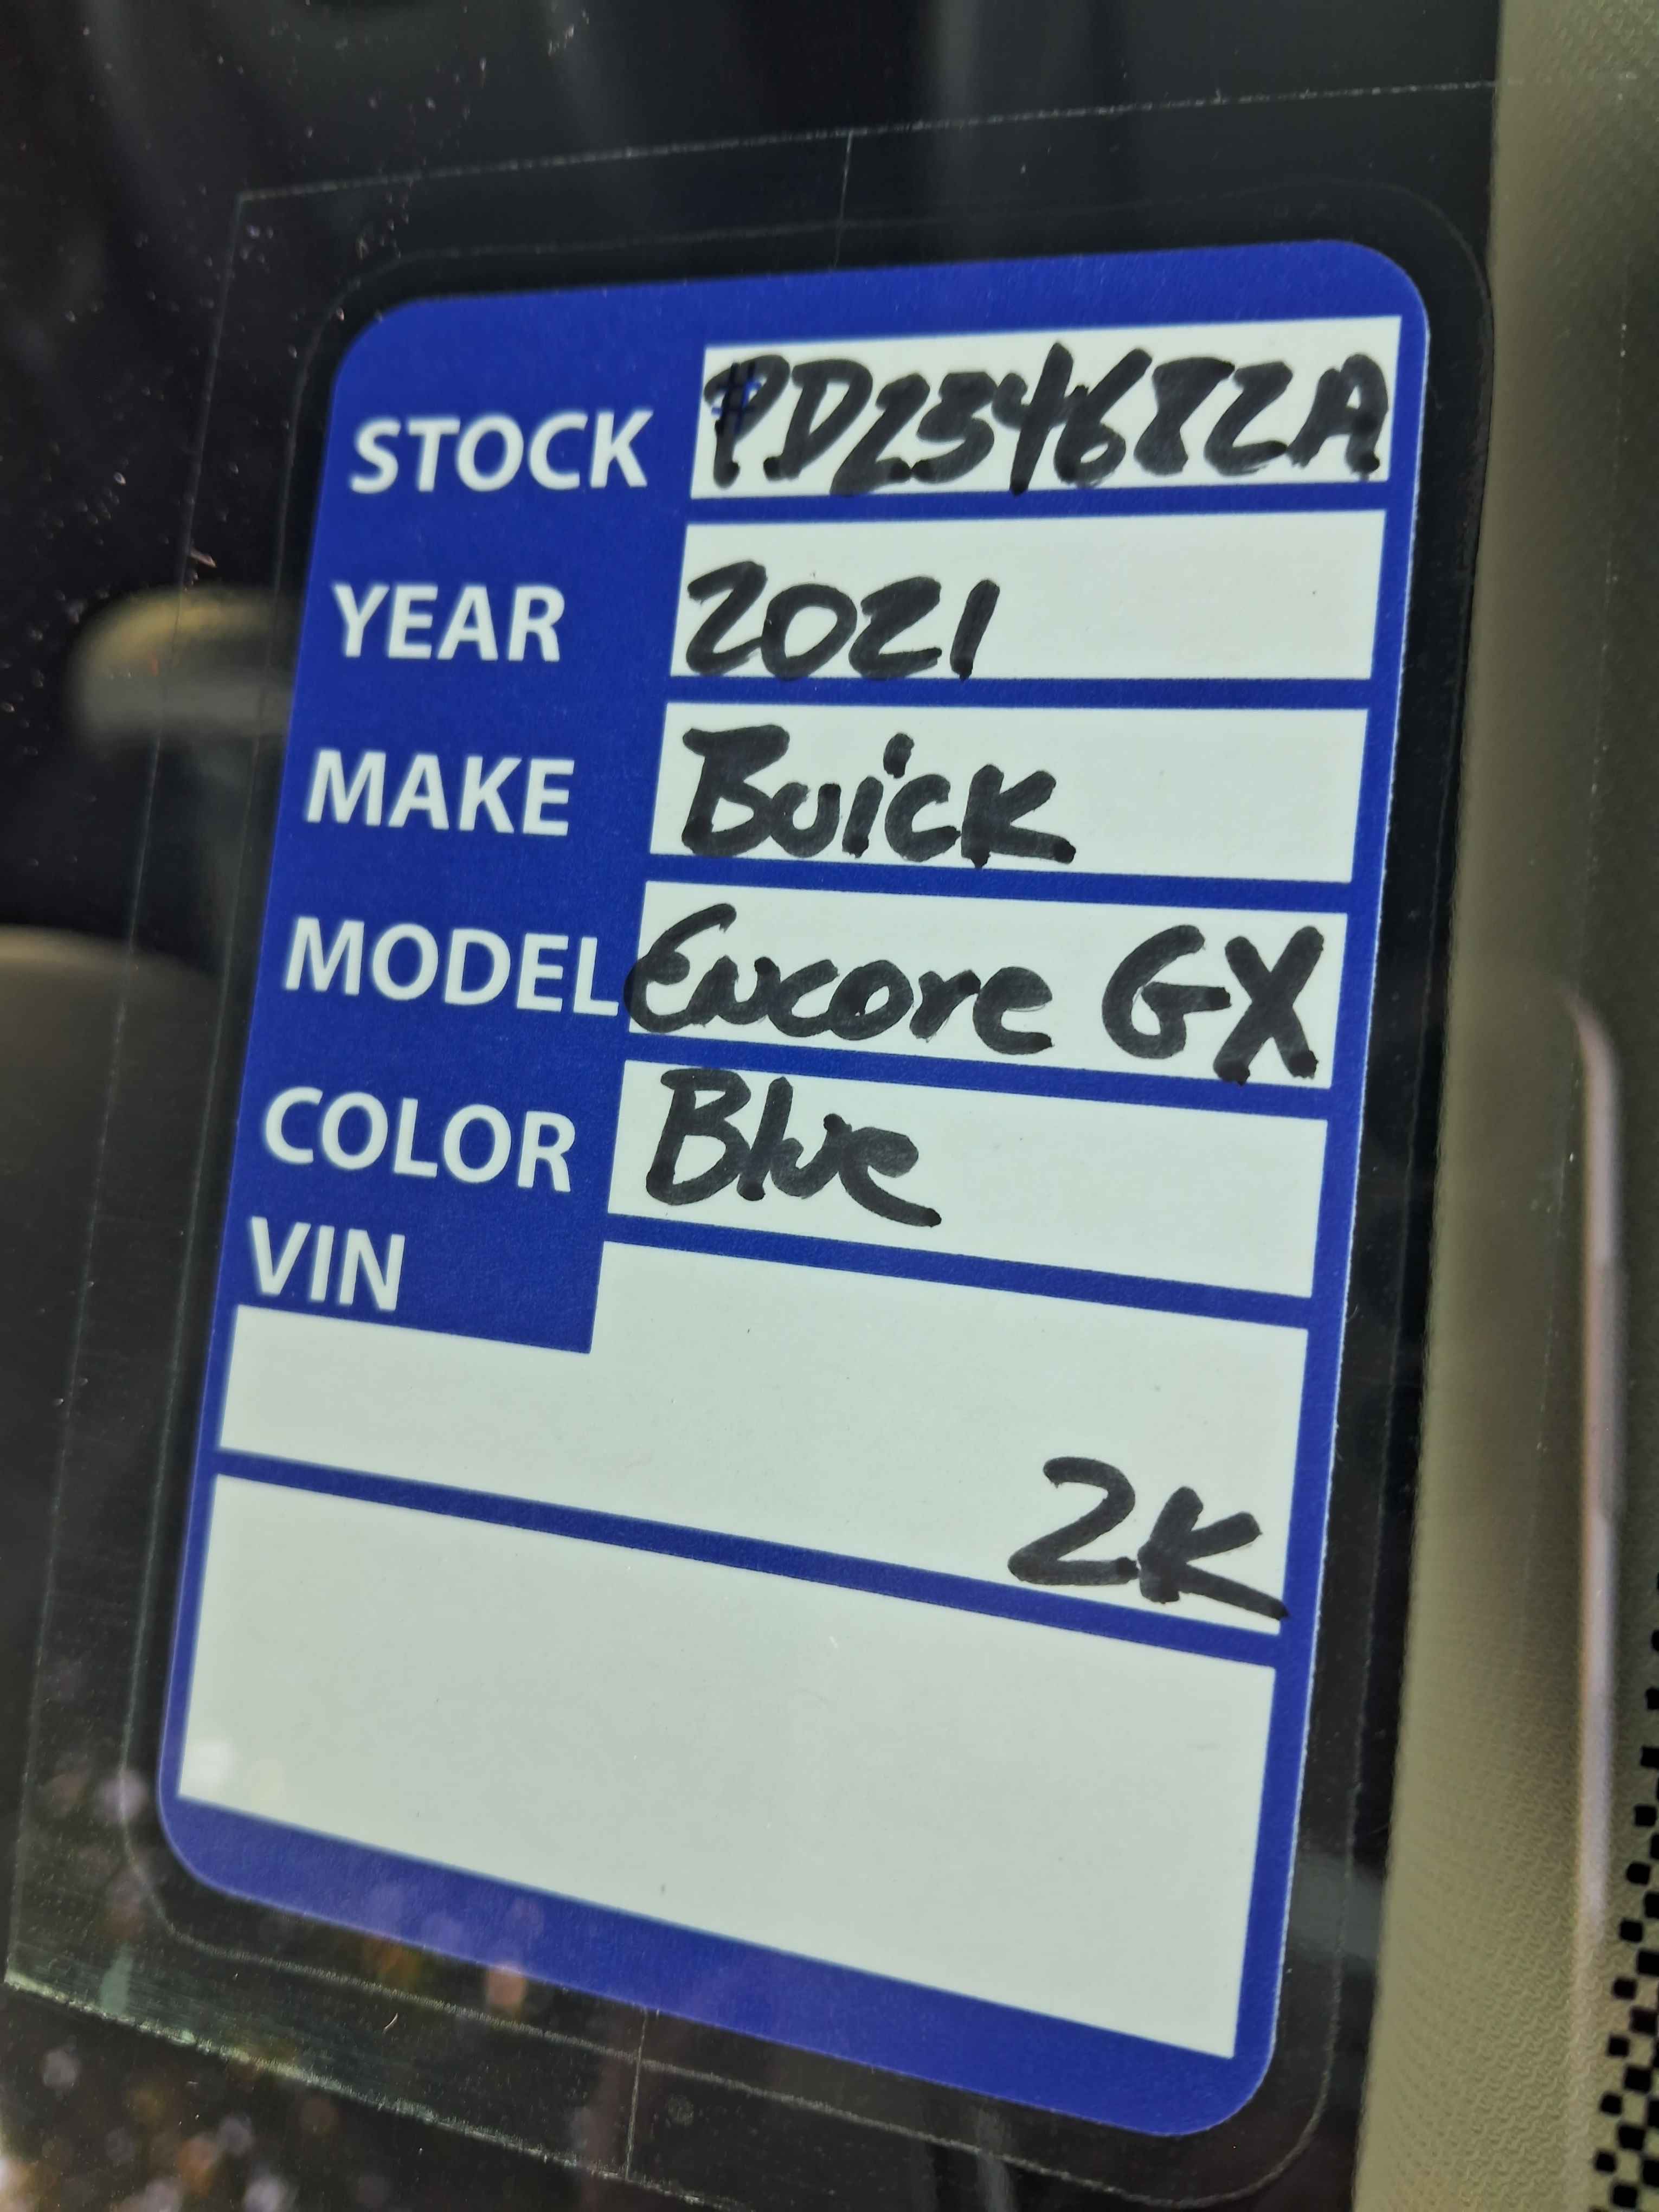 STOCK #PD234682A
YEAR 2021
MAKE Buick
MODEL Encore GX
COLOR Blue
VIN
2K